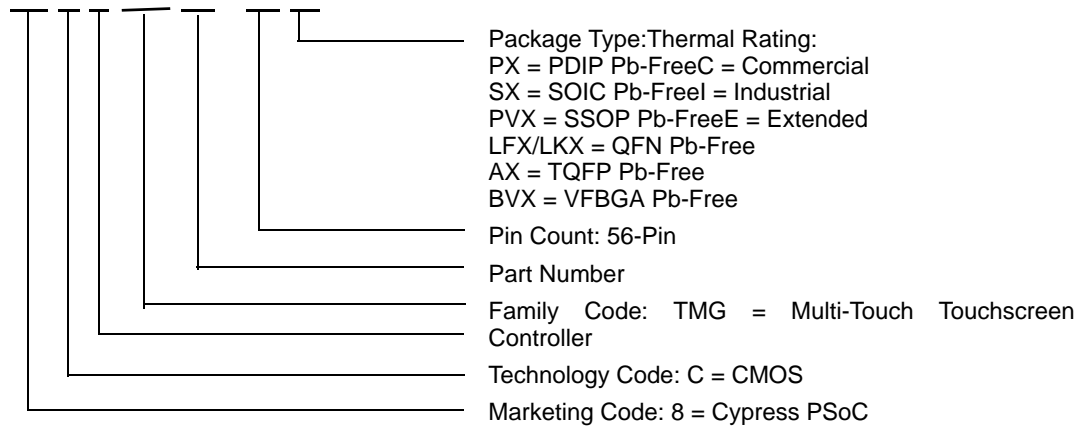 Package Type:Thermal Rating:
PX = PDIP Pb-FreeC = Commercial
SX = SOIC Pb-FreeI = Industrial
PVX = SSOP Pb-FreeE = Extended
LFX/LKX = QFN Pb-Free
AX = TQFP Pb-Free
BVX = VFBGA Pb-Free
Pin Count: 56-Pin
Part Number
Family Code: TMG = Multi-Touch Touchscreen
Controller
Technology Code: C = CMOS
Marketing Code: 8 = Cypress PSoC